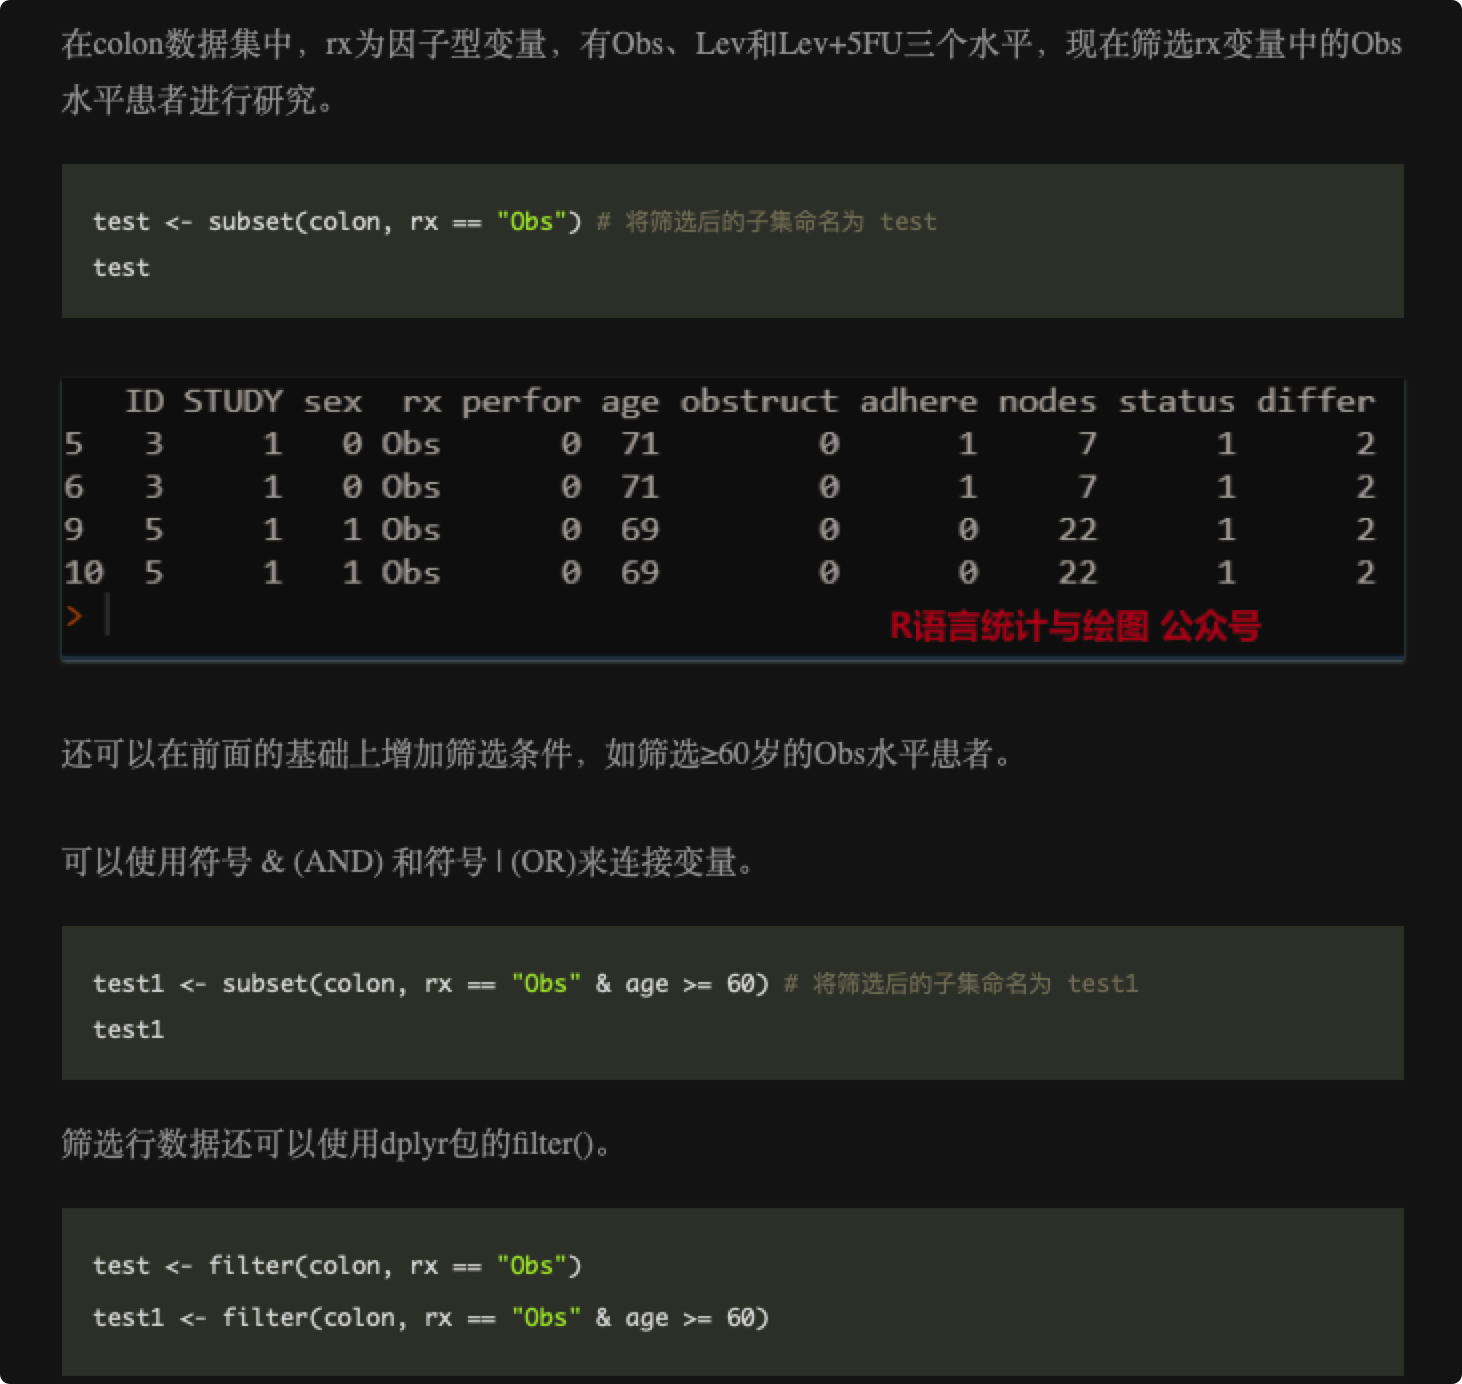 在colon数据集中，rx为因子型变量，有Obs、Lev和Lev+5FU三个水平，现在筛选rx变量中的Obs
水平患者进行研究。
test <- subset(colon, rx == "Obs") # 将筛选后的子集命名为 test
test
ID STUDY sex rx perfor age obstruct adhere nodes status differ
5 3 1 0 Obs 0 71 0 1 7 1 2
6 3 1 0 Obs 0 71 0 1 7 1 2
9 5 1 1 Obs 0 69 0 0 22 1 2
10 5 1 1 Obs 0 69 0 0 22 1 2
>
R语言统计与绘图 公众号
还可以在前面的基础上增加筛选条件，如筛选≥60岁的Obs水平患者。
可以使用符号 & (AND) 和符号 | (OR)来连接变量。
test1 <- subset(colon, rx == "Obs" & age >= 60) # 将筛选后的子集命名为 test1
test1
筛选行数据还可以使用dplyr包的filter()。
test <- filter(colon, rx == "Obs")
test1 <- filter(colon, rx == "Obs" & age >= 60)